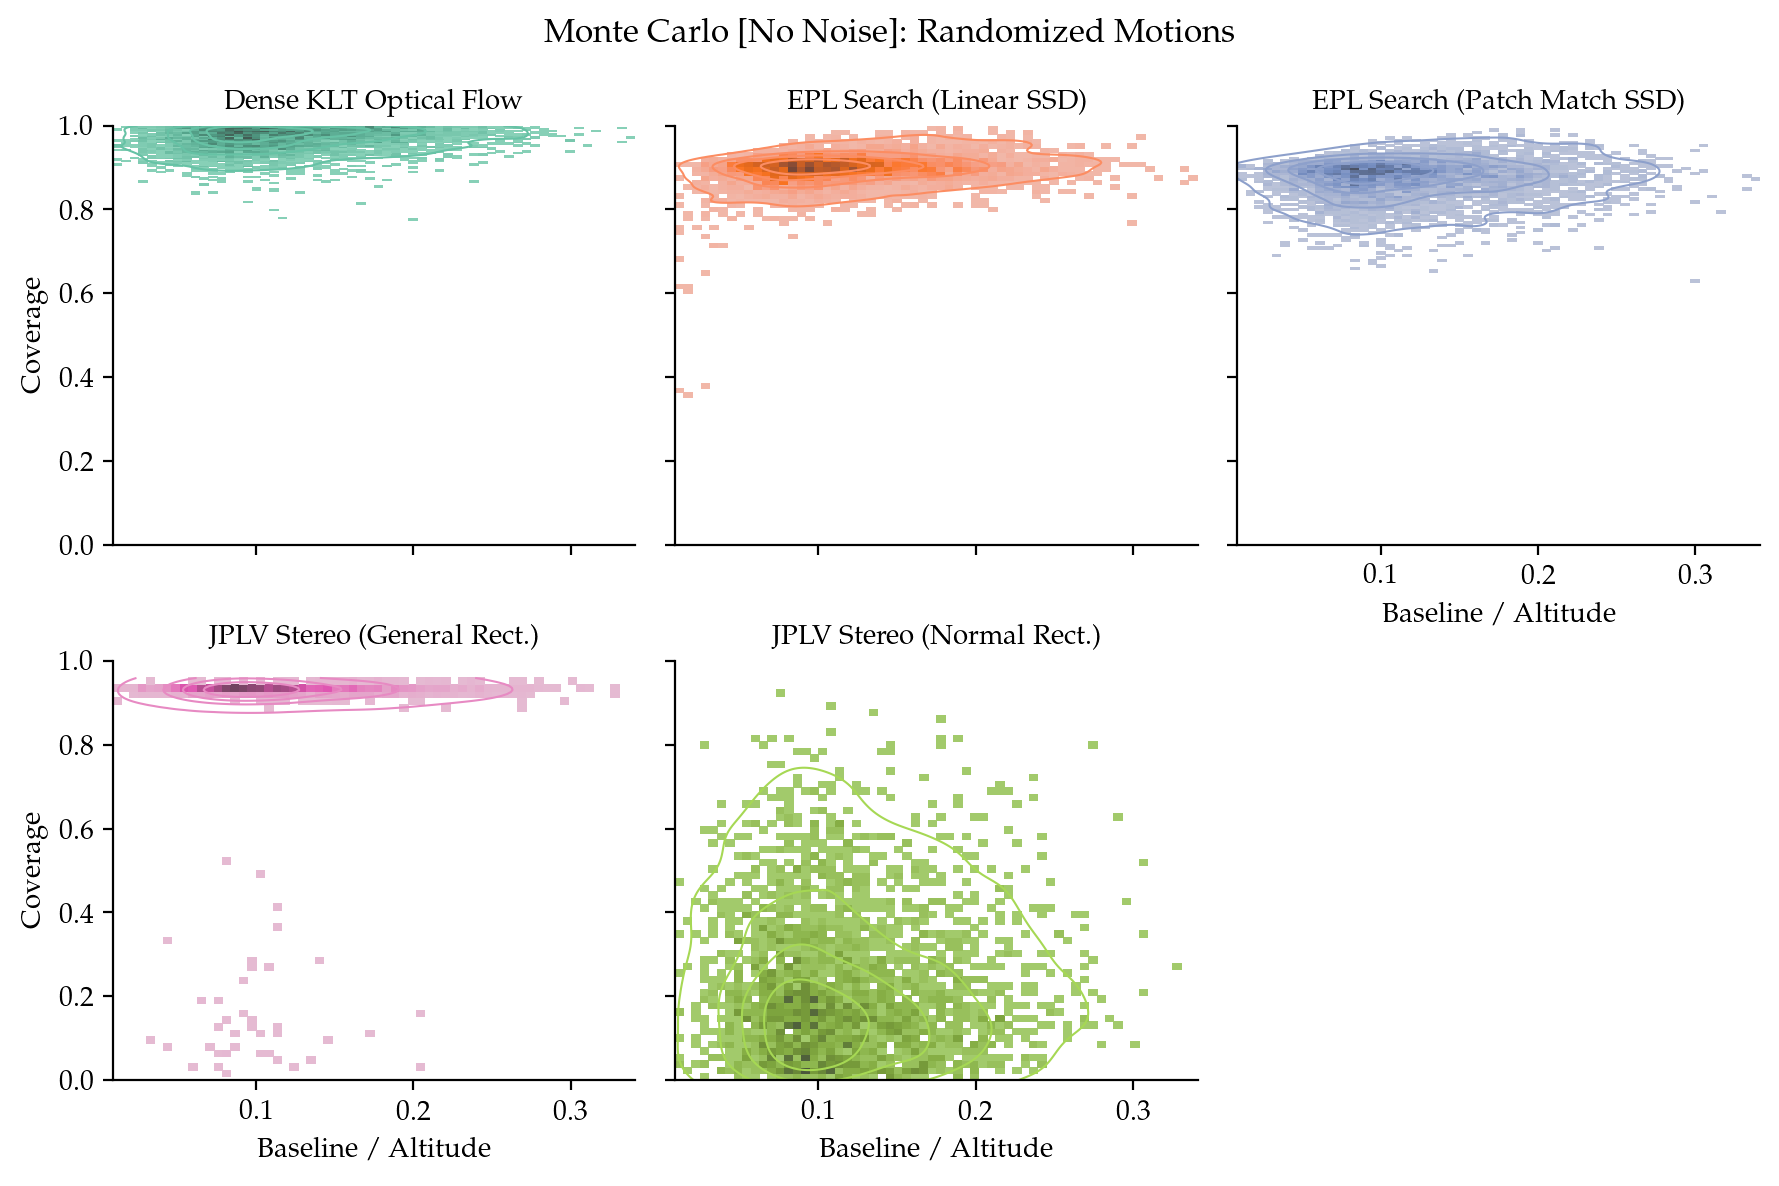 Monte Carlo [No Noise]: Randomized Motions
Dense KLT Optical Flow
EPL Search (Linear SSD)
EPL Search (Patch Match SSD)
1.0
0.8
0.6
0.4
0.2
0.0
Coverage
0.1
0.2
0.3
Baseline / Altitude
JPLV Stereo (General Rect.)
JPLV Stereo (Normal Rect.)
1.0
0.8
0.6
0.4
0.2
0.0
Coverage
0.1
0.2
0.3
Baseline / Altitude
0.1
0.2
0.3
Baseline / Altitude